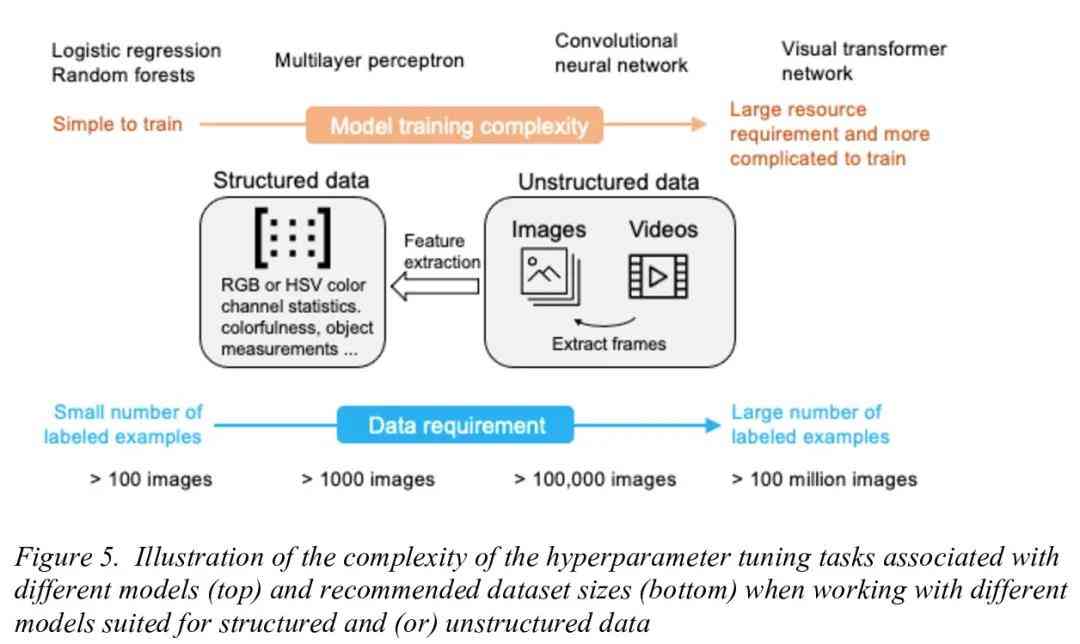 Logistic regression
Random forests
Multilayer perceptron
Convolutional
neural network
Visual transformer
network
Simple to train
Model training complexity
Large resource
requirement and more
complicated to train
Structured data
RGB or HSV color
channel statistics.
colorfulness, object
measurements ...
Feature
extraction
Unstructured data
Images
Videos
Extract frames
Small number of
labeled examples
Data requirement
Large number of
labeled examples
> 100 images
> 1000 images
> 100,000 images
> 100 million images
Figure 5. Illustration of the complexity of the hyperparameter tuning tasks associated with
different models (top) and recommended dataset sizes (bottom) when working with different
models suited for structured and (or) unstructured data